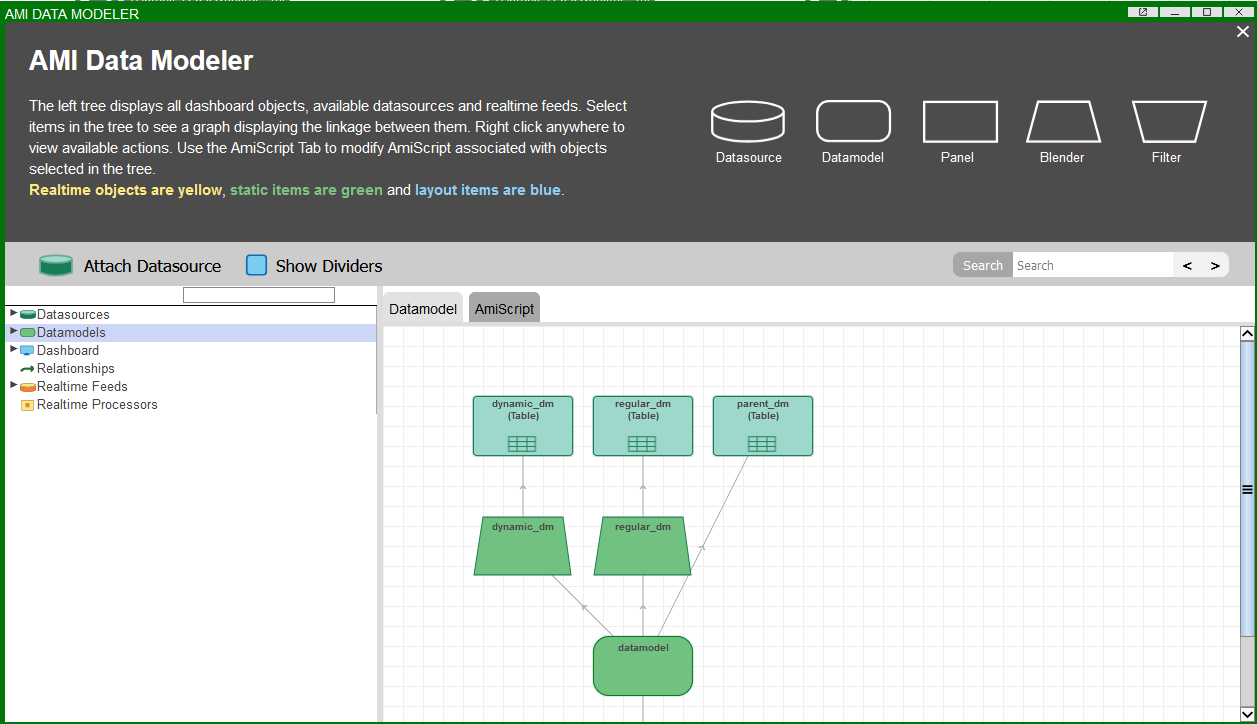 AMI DATA MODELER
AMI Data Modeler
The left tree displays all dashboard objects, available datasources and realtime feeds. Select
items in the tree to see a graph displaying the linkage between them. Right click anywhere to
view available actions. Use the AmiScript Tab to modify AmiScript associated with objects
selected in the tree.
Realtime objects are yellow, static items are green and layout items are blue.
Datasource
Datamodel
Panel
Blender
Filter
Attach Datasource
Show Dividers
Search
Search
< >
Datasources
Datamodels
Dashboard
Relationships
Realtime Feeds
Realtime Processors
Datamodel
AmiScript
dynamic_dm
(Table)
regular_dm
(Table)
parent_dm
(Table)
dynamic_dm
regular_dm
datamodel